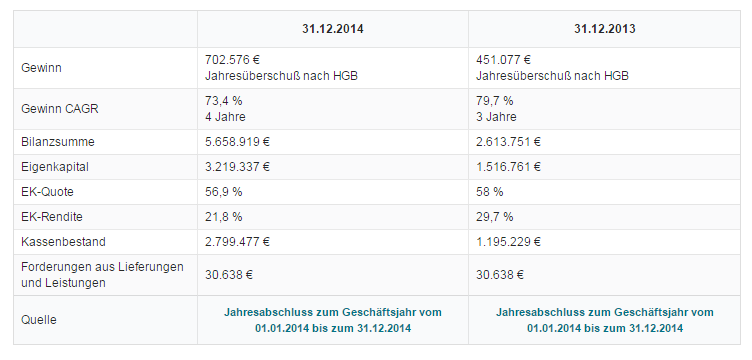 31.12.2014 31.12.2013
Gewinn 702.576 € 451.077 €
Jahresüberschuß nach HGB Jahresüberschuß nach HGB
Gewinn CAGR 73,4 % 79,7 %
4 Jahre 3 Jahre
Bilanzsumme 5.658.919 € 2.613.751 €
Eigenkapital 3.219.337 € 1.516.761 €
EK-Quote 56,9 % 58 %
EK-Rendite 21,8 % 29,7 %
Kassenbestand 2.799.477 € 1.195.229 €
Forderungen aus Lieferungen
und Leistungen 30.638 € 30.638 €
Quelle Jahresabschluss zum Geschäftsjahr vom Jahresabschluss zum Geschäftsjahr vom
01.01.2014 bis zum 31.12.2014 01.01.2014 bis zum 31.12.2014